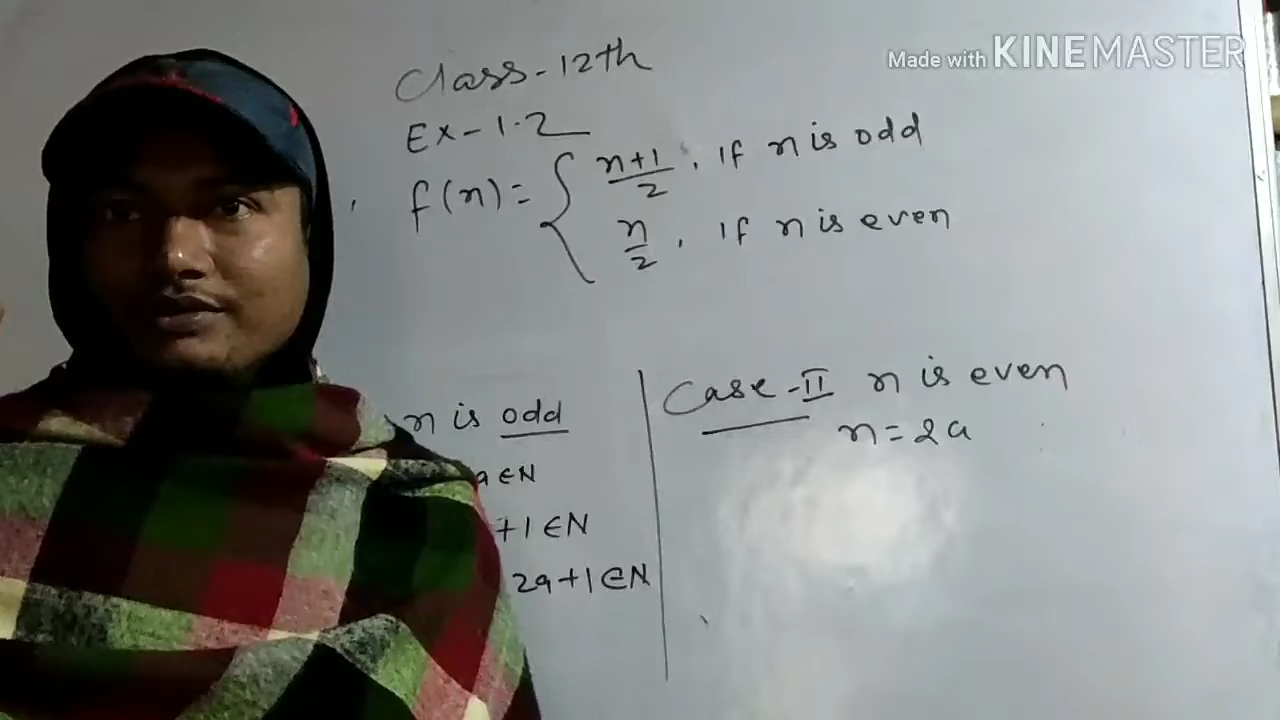 Made with KINEMASTER
Class-12th
Ex-1.2
f(n) = { n+1/2, if n is odd
n/2, if n is even
n is odd
a∈N
+1∈N
2a+1∈N
Case-II n is even
n=2a